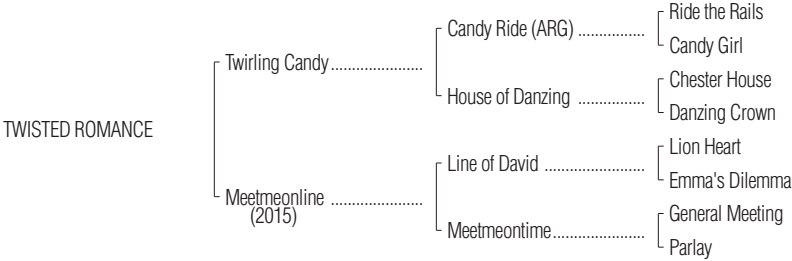 Ride the Rails
Candy Ride (ARG) ................
Candy Girl
Twirling Candy......................
Chester House
House of Danzing ................
Danzing Crown
TWISTED ROMANCE
Lion Heart
Line of David ........................
Emma's Dilemma
Meetmeonline ......................
(2015)
General Meeting
Meetmeontime......................
Parlay